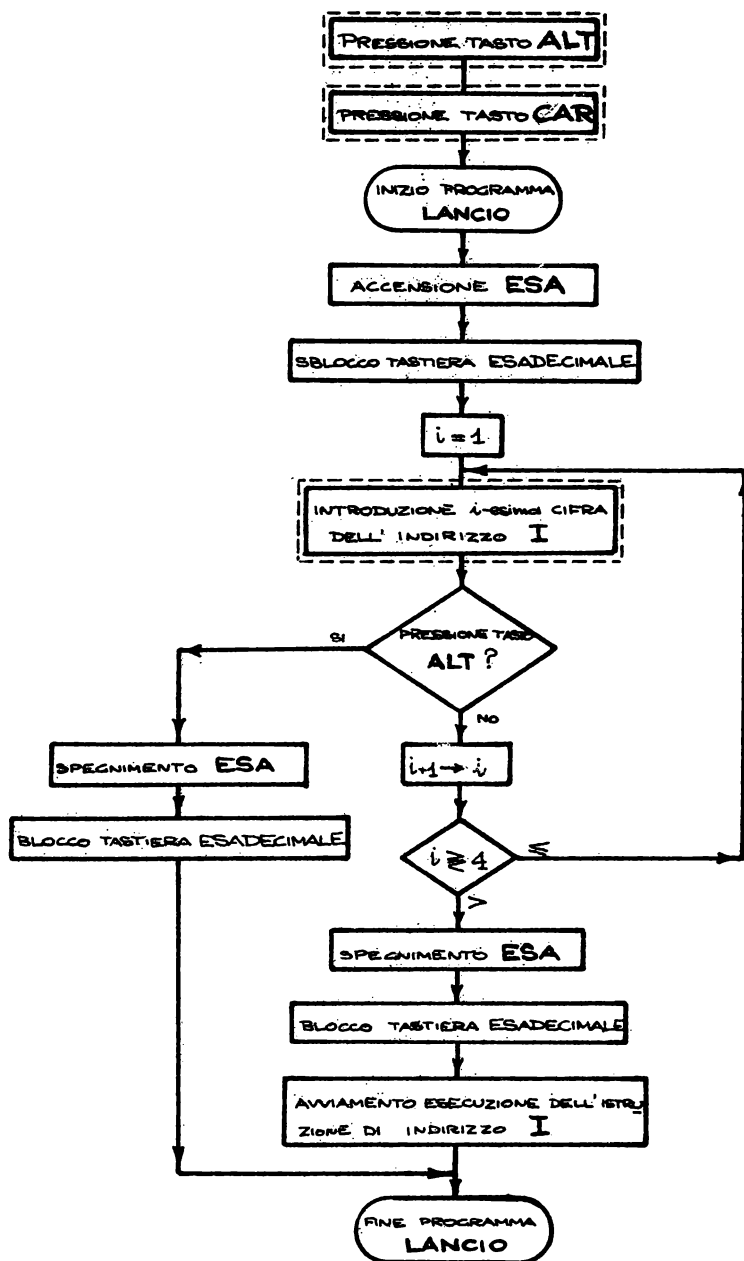 PRESSIONE TASTO ALT
PRESSIONE TASTO CAR
INIZIO PROGRAMMA
LANCIO
ACCENSIONE ESA
SBLOCCO TASTIERA ESADECIMALE
i = 1
INTRODUZIONE i-esima CIFRA
DELL' INDIRIZZO I
PRESSIONE TASTO
ALT ?
SI
NO
SPEGNIMENTO ESA
i+1 → i
BLOCCO TASTIERA ESADECIMALE
i ⋛ 4
≤
>
SPEGNIMENTO ESA
BLOCCO TASTIERA ESADECIMALE
AVVIAMENTO ESECUZIONE DELL'ISTRU
ZIONE DI INDIRIZZO I
FINE PROGRAMMA
LANCIO